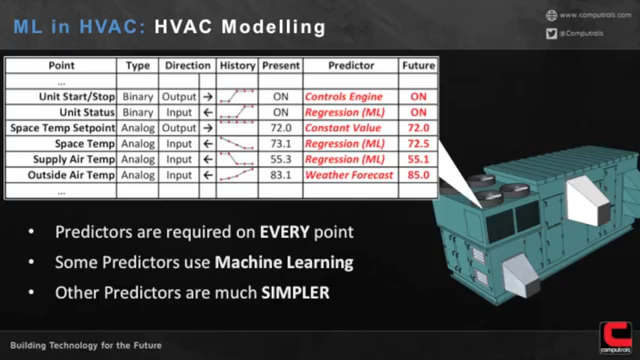 ML in HVAC: HVAC Modelling
www.computrols.com
@Computrols
Point Type Direction History Present Predictor Future
...
Unit Start/Stop Binary Output → ON Controls Engine ON
Unit Status Binary Input ← ON Regression (ML) ON
Space Temp Setpoint Analog Output → 72.0 Constant Value 72.0
Space Temp Analog Input ← 73.1 Regression (ML) 72.5
Supply Air Temp Analog Input ← 55.3 Regression (ML) 55.1
Outside Air Temp Analog Input ← 83.1 Weather Forecast 85.0
...
• Predictors are required on EVERY point
• Some Predictors use Machine Learning
• Other Predictors are much SIMPLER
Building Technology for the Future
computrols